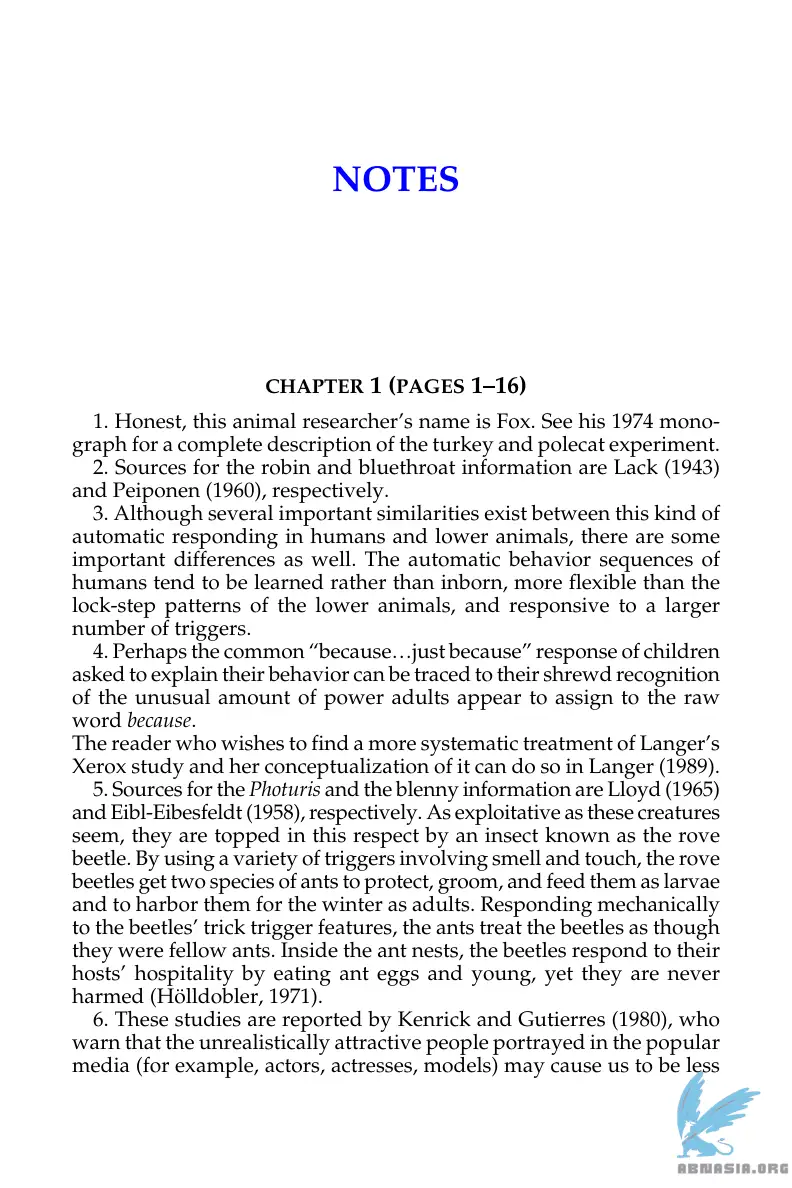 NOTES
CHAPTER 1 (PAGES 1–16)
1. Honest, this animal researcher’s name is Fox. See his 1974 mono-
graph for a complete description of the turkey and polecat experiment.
2. Sources for the robin and bluethroat information are Lack (1943)
and Peiponen (1960), respectively.
3. Although several important similarities exist between this kind of
automatic responding in humans and lower animals, there are some
important differences as well. The automatic behavior sequences of
humans tend to be learned rather than inborn, more flexible than the
lock-step patterns of the lower animals, and responsive to a larger
number of triggers.
4. Perhaps the common “because…just because” response of children
asked to explain their behavior can be traced to their shrewd recognition
of the unusual amount of power adults appear to assign to the raw
word because.
The reader who wishes to find a more systematic treatment of Langer’s
Xerox study and her conceptualization of it can do so in Langer (1989).
5. Sources for the Photuris and the blenny information are Lloyd (1965)
and Eibl-Eibesfeldt (1958), respectively. As exploitative as these creatures
seem, they are topped in this respect by an insect known as the rove
beetle. By using a variety of triggers involving smell and touch, the rove
beetles get two species of ants to protect, groom, and feed them as larvae
and to harbor them for the winter as adults. Responding mechanically
to the beetles’ trick trigger features, the ants treat the beetles as though
they were fellow ants. Inside the ant nests, the beetles respond to their
hosts’ hospitality by eating ant eggs and young, yet they are never
harmed (Hölldobler, 1971).
6. These studies are reported by Kenrick and Gutierres (1980), who
warn that the unrealistically attractive people portrayed in the popular
media (for example, actors, actresses, models) may cause us to be less
ABNASIA.ORG